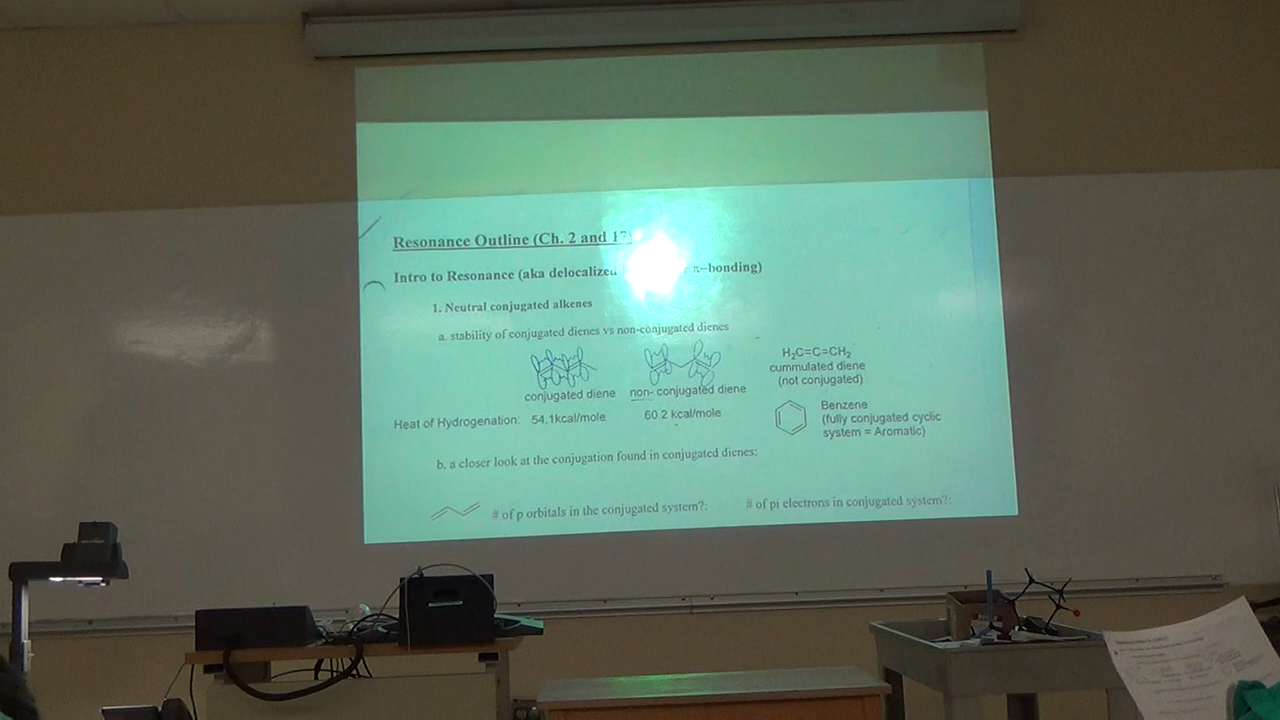 Resonance Outline (Ch. 2 and 17
Intro to Resonance (aka delocalized π-bonding)
1. Neutral conjugated alkenes
a. stability of conjugated dienes vs non-conjugated dienes
H₂C=C=CH₂
cummulated diene
(not conjugated)
conjugated diene non- conjugated diene
Heat of Hydrogenation: 54.1kcal/mole 60.2 kcal/mole
Benzene
(fully conjugated cyclic
system = Aromatic)
b. a closer look at the conjugation found in conjugated dienes:
# of p orbitals in the conjugated system?: # of pi electrons in conjugated system?: